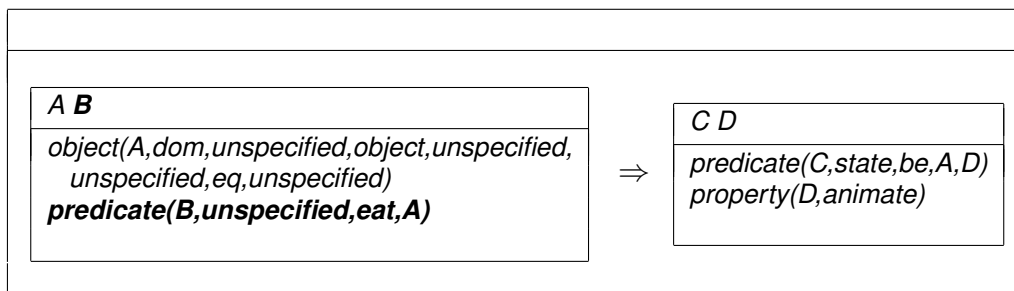 A B
object(A,dom,unspecified,object,unspecified,
unspecified,eq,unspecified)
predicate(B,unspecified,eat,A)
⇒
C D
predicate(C,state,be,A,D)
property(D,animate)